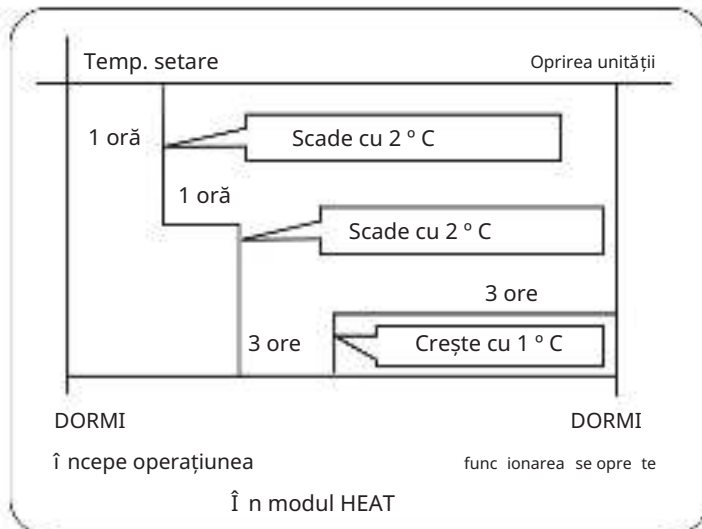 Temp. setare
Oprirea unității
1 oră
Scade cu 2 º C
1 oră
Scade cu 2 º C
3 ore
3 ore
Crește cu 1 º C
DORMI
DORMI
î ncepe operațiunea
func ionarea se opre te
Î n modul HEAT